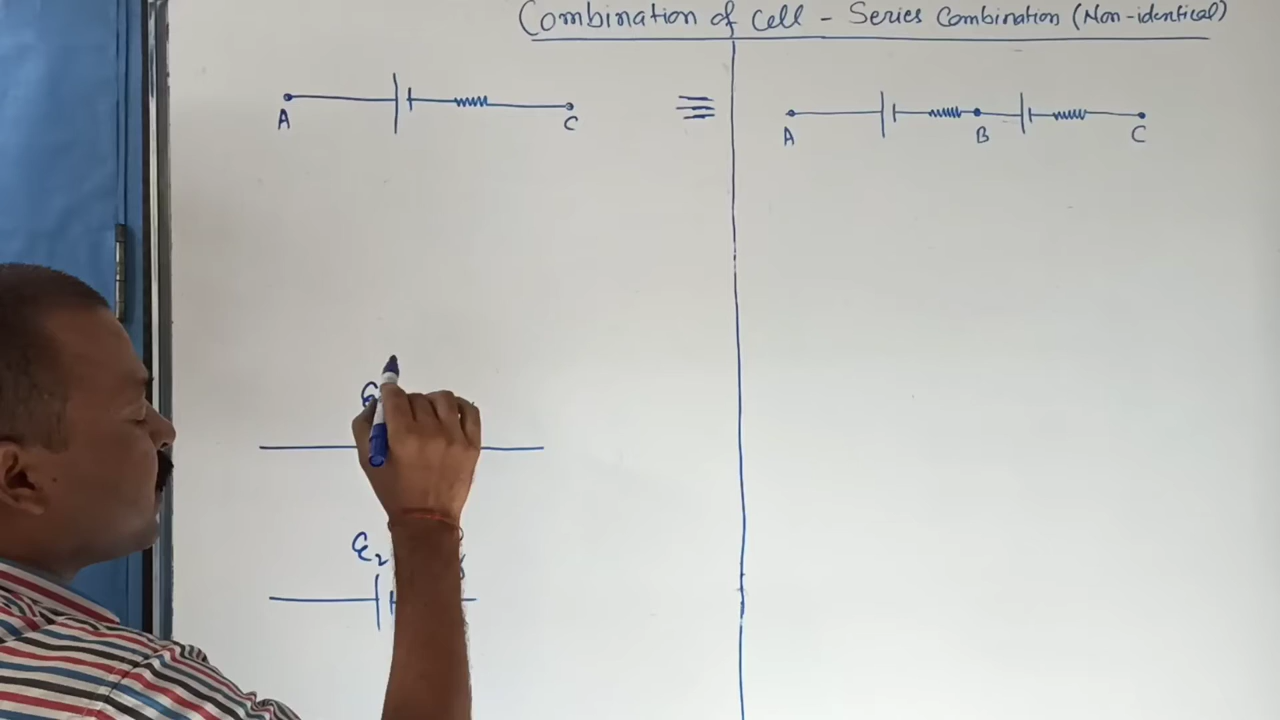 Combination of Cell - Series Combination (Non-identical)
A C ≡ A B C
ε₂